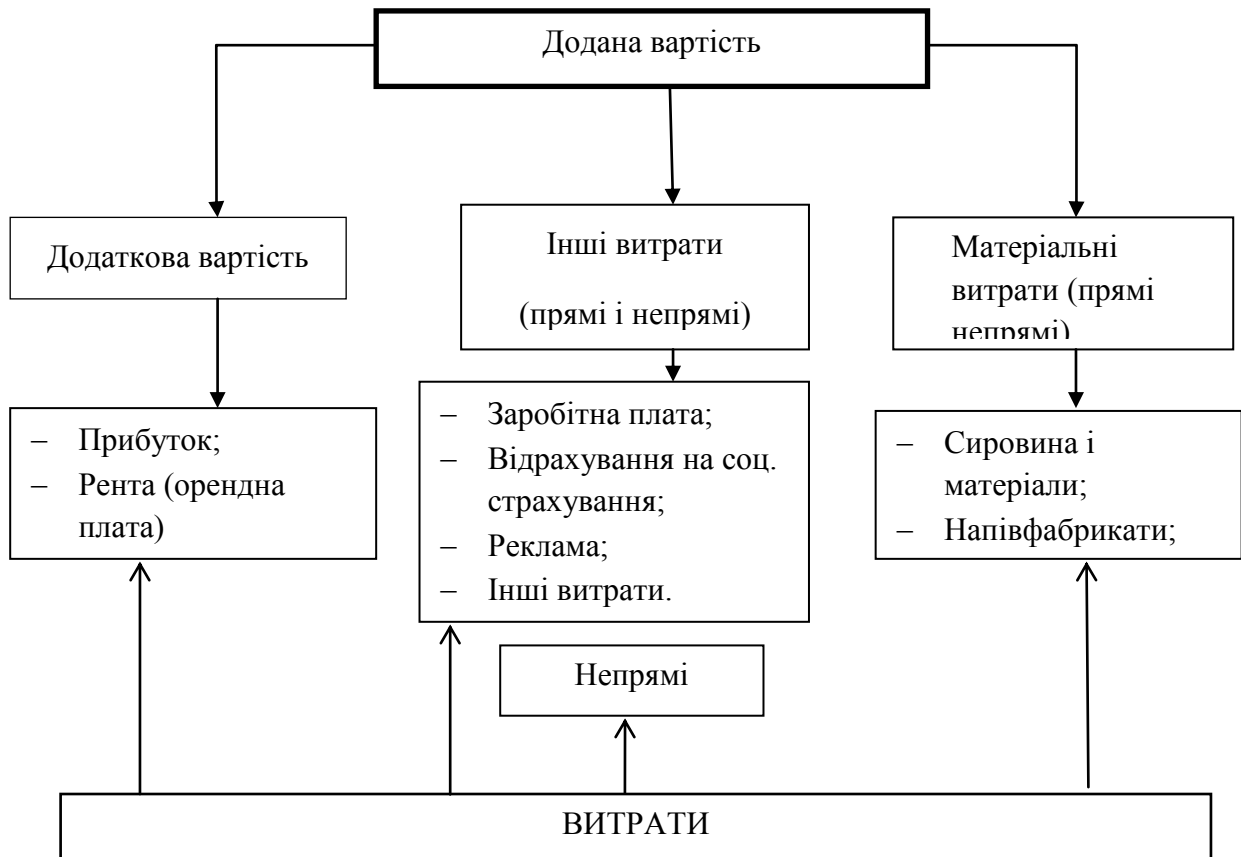 Додана вартість
Додаткова вартість
Інші витрати
(прямі і непрямі)
Матеріальні
витрати (прямі
непрямі)
– Прибуток;
– Рента (орендна
плата)
– Заробітна плата;
– Відрахування на соц.
страхування;
– Реклама;
– Інші витрати.
– Сировина і
матеріали;
– Напівфабрикати;
Непрямі
ВИТРАТИ